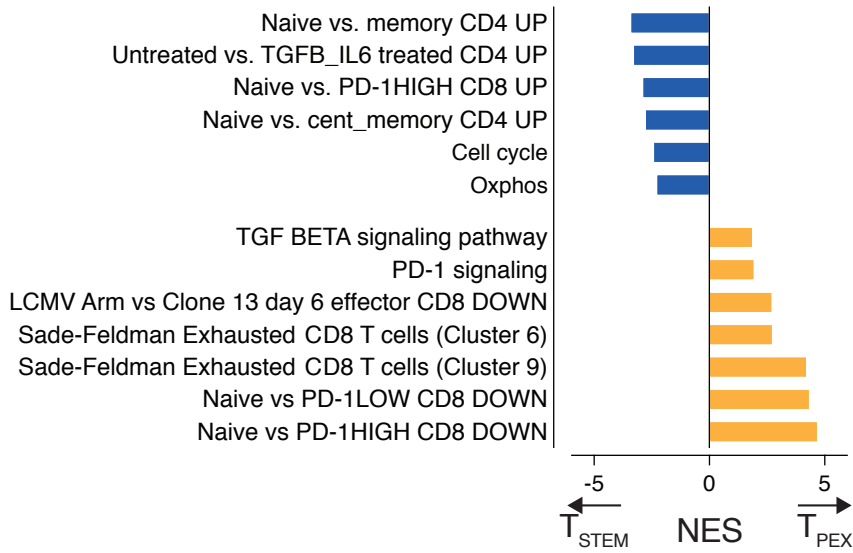 Naive vs. memory CD4 UP
Untreated vs. TGFB_IL6 treated CD4 UP
Naive vs. PD-1HIGH CD8 UP
Naive vs. cent_memory CD4 UP
Cell cycle
Oxphos
TGF BETA signaling pathway
PD-1 signaling
LCMV Arm vs Clone 13 day 6 effector CD8 DOWN
Sade-Feldman Exhausted CD8 T cells (Cluster 6)
Sade-Feldman Exhausted CD8 T cells (Cluster 9)
Naive vs PD-1LOW CD8 DOWN
Naive vs PD-1HIGH CD8 DOWN
-5 0 5
TSTEM NES TPEX